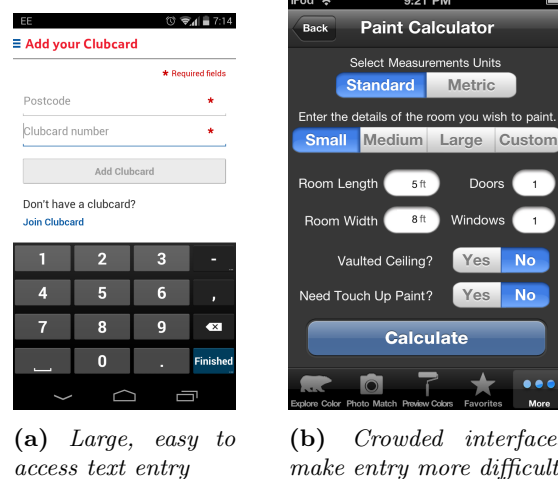 EE 7:14
Add your Clubcard
* Required fields
Postcode *
Clubcard number *
Add Clubcard
Don't have a clubcard?
Join Clubcard
1 2 3 -
4 5 6 ,
7 8 9
0 . Finished
(a) Large, easy to
access text entry
iPod 9:21 PM
Back Paint Calculator
Select Measurements Units
Standard Metric
Enter the details of the room you wish to paint.
Small Medium Large Custom
Room Length 5 ft Doors 1
Room Width 8 ft Windows 1
Vaulted Ceiling? Yes No
Need Touch Up Paint? Yes No
Calculate
Explore Color Photo Match Preview Colors Favorites More
(b) Crowded interface
make entry more difficult